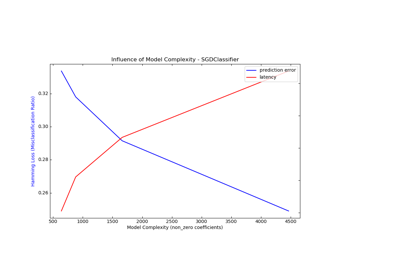 Influence of Model Complexity - SGDClassifier
prediction error
latency
Hamming Loss (Misclassification Ratio)
0.32
0.30
0.28
0.26
500 1000 1500 2000 2500 3000 3500 4000 4500
Model Complexity (non_zero coefficients)